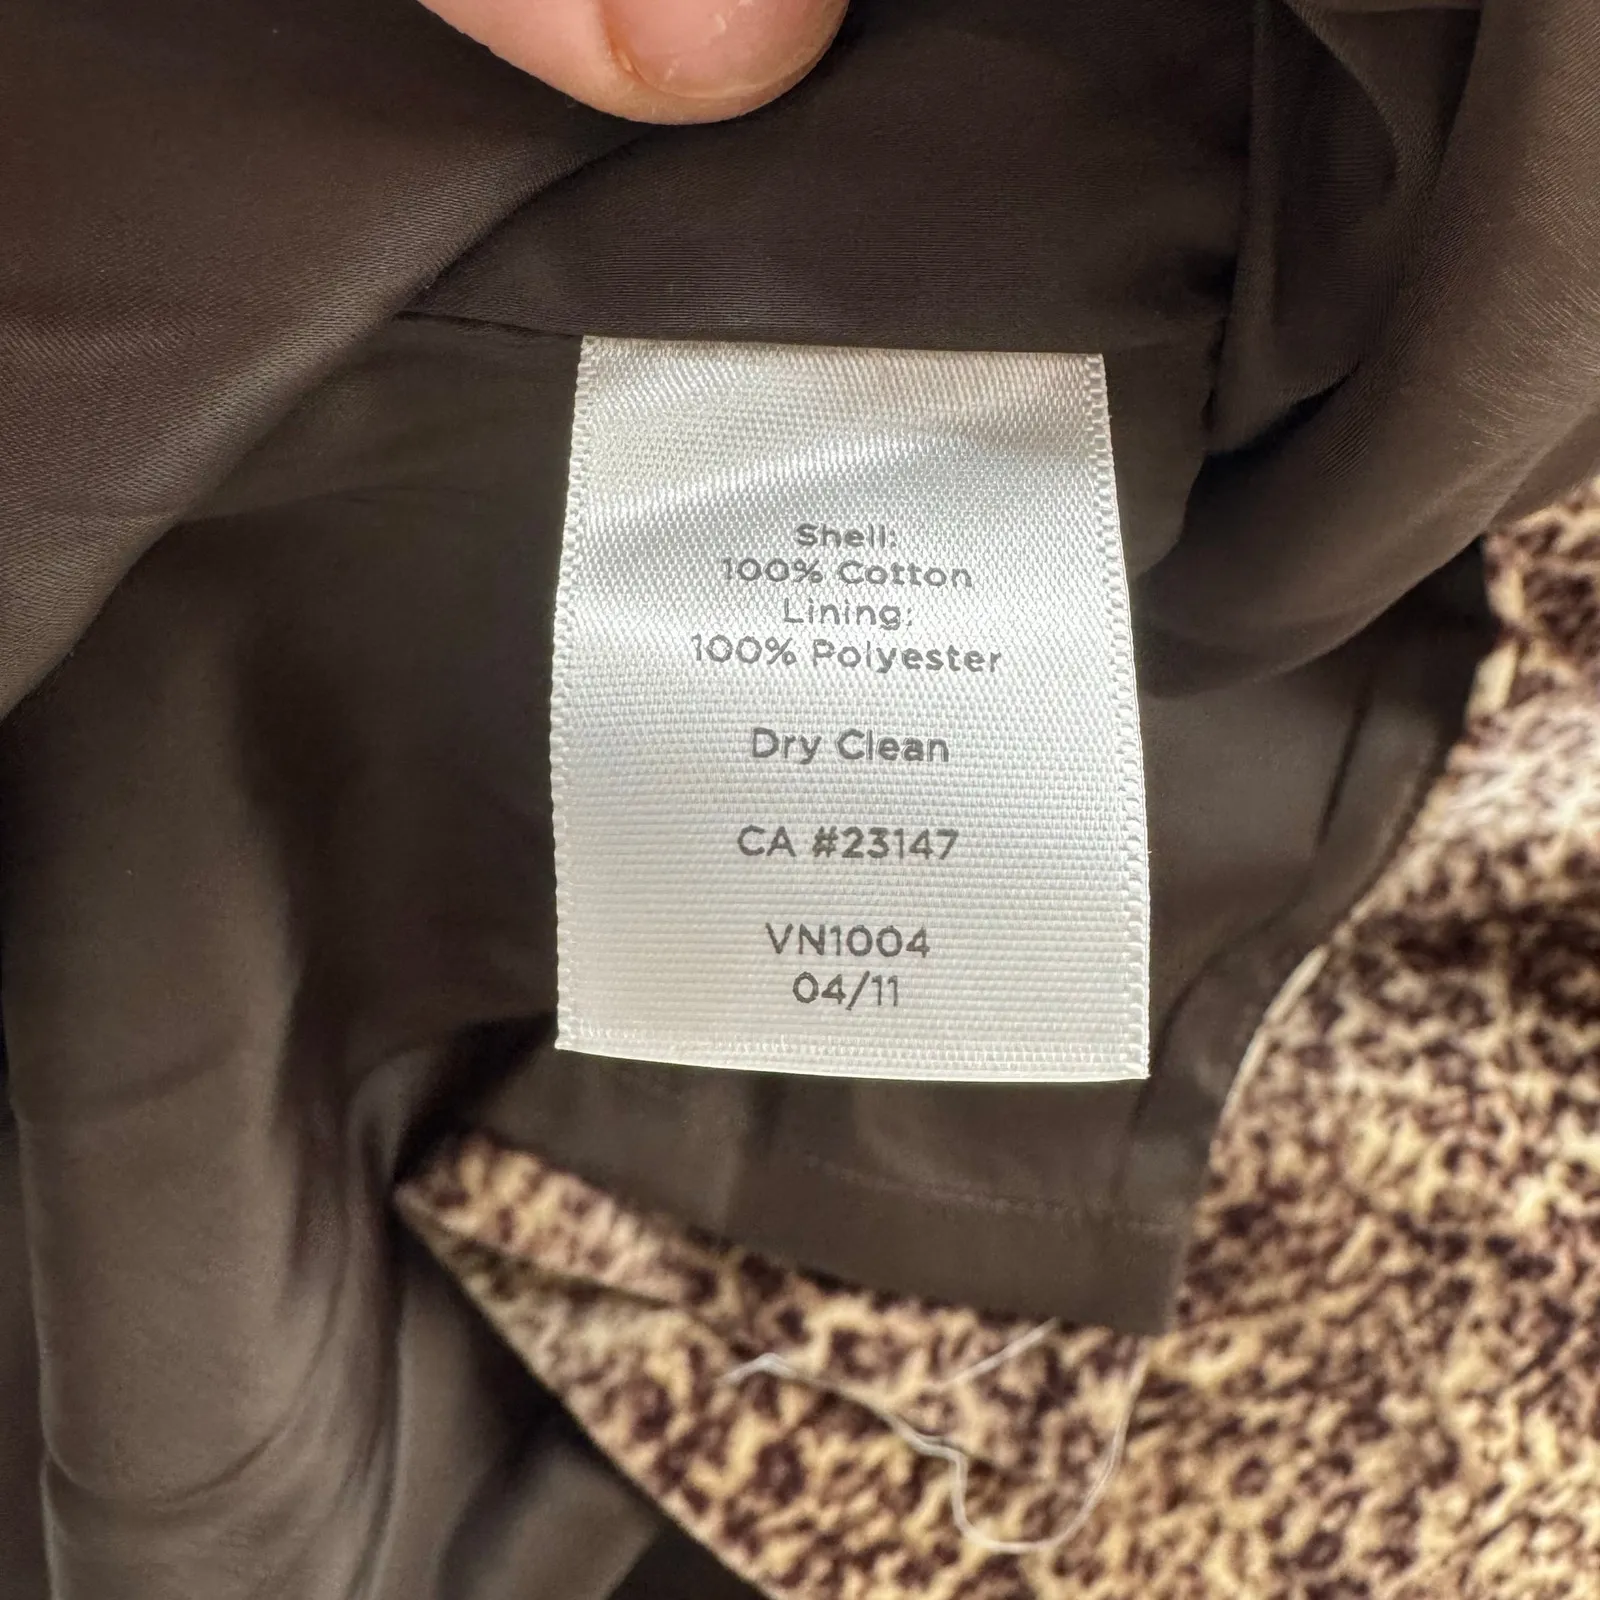 Shell:
100% Cotton
Lining:
100% Polyester
Dry Clean
CA #23147
VN1004
04/11